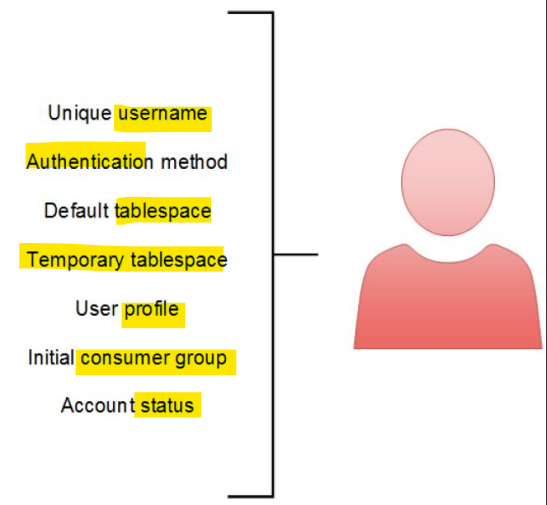 Unique username
Authentication method
Default tablespace
Temporary tablespace
User profile
Initial consumer group
Account status